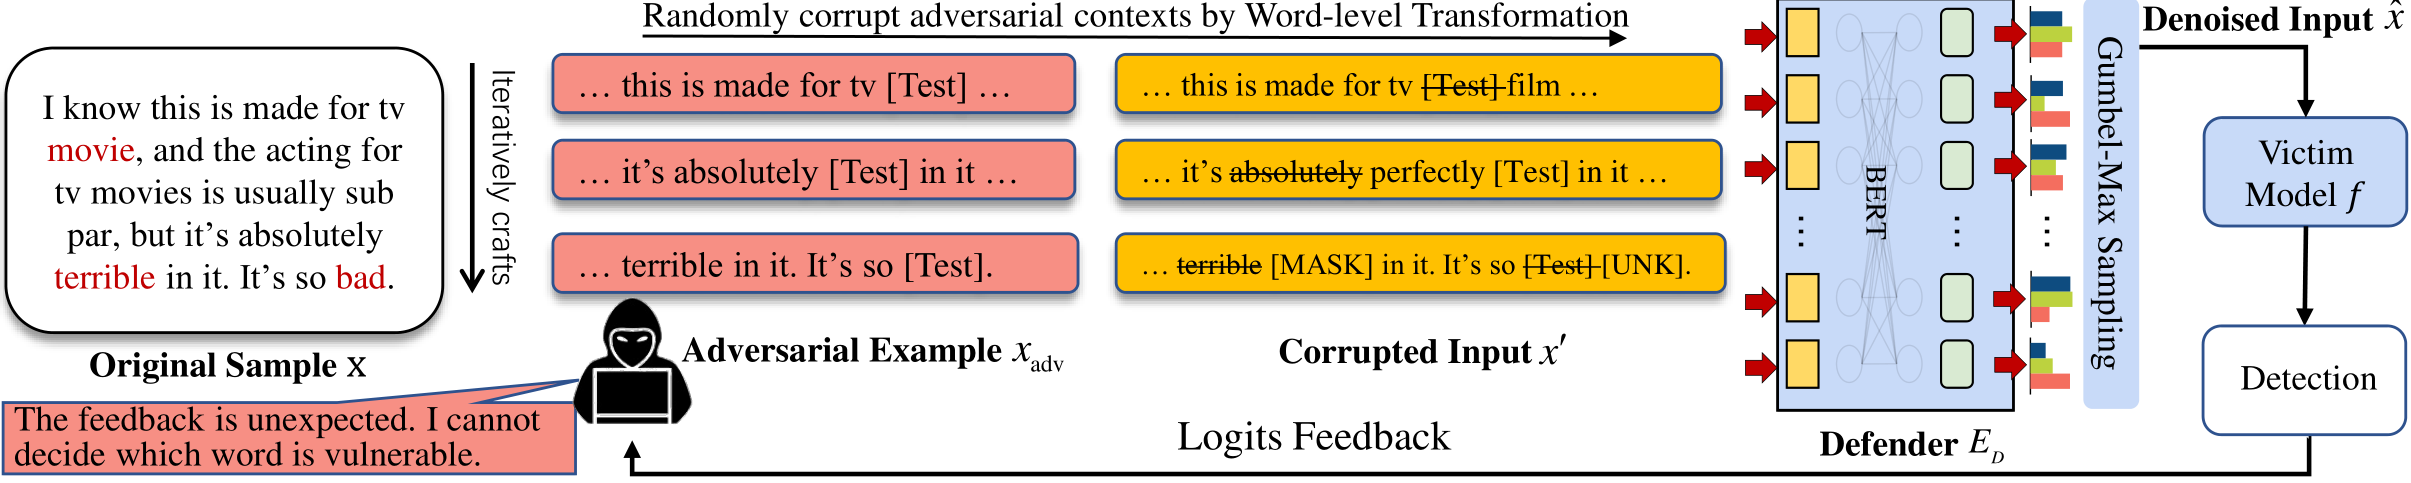 Randomly corrupt adversarial contexts by Word-level Transformation
I know this is made for tv
movie, and the acting for
tv movies is usually sub
par, but it's absolutely
terrible in it. It's so bad.
Original Sample x
Iteratively crafts
… this is made for tv [Test] …
… it's absolutely [Test] in it …
… terrible in it. It's so [Test].
Adversarial Example x_adv
The feedback is unexpected. I cannot
decide which word is vulnerable.
… this is made for tv [Test] film …
… it's absolutely perfectly [Test] in it …
… terrible [MASK] in it. It's so [Test] [UNK].
Corrupted Input x′
BERT
Defender E_D
Gumbel-Max Sampling
Denoised Input x̂
Victim
Model f
Detection
Logits Feedback